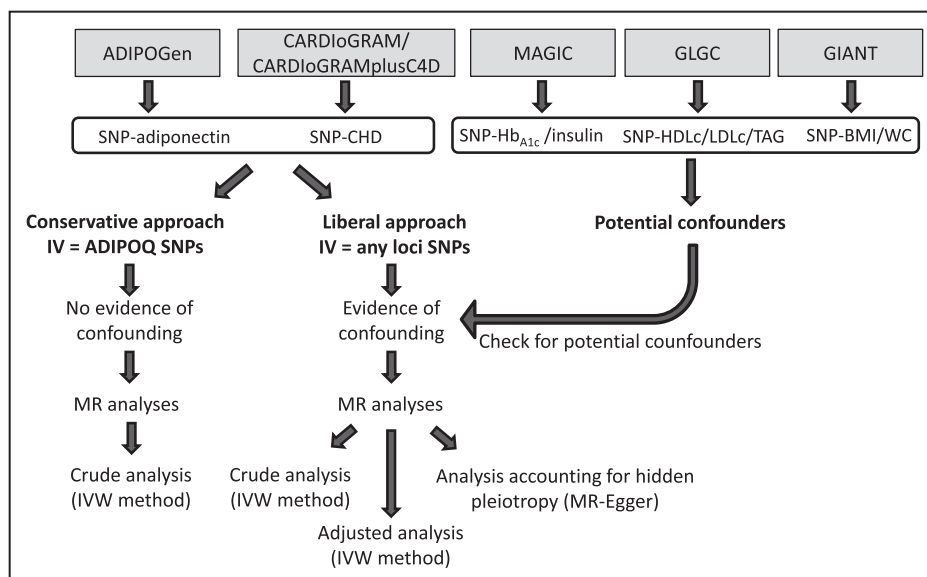 ADIPOGen
CARDIoGRAM/
CARDIoGRAMplusC4D
MAGIC
GLGC
GIANT
SNP-adiponectin
SNP-CHD
SNP-HbA1c /insulin
SNP-HDLc/LDLc/TAG
SNP-BMI/WC
Conservative approach
IV = ADIPOQ SNPs
Liberal approach
IV = any loci SNPs
Potential confounders
No evidence of
confounding
Evidence of
confounding
Check for potential counfounders
MR analyses
MR analyses
Crude analysis
(IVW method)
Crude analysis
(IVW method)
Analysis accounting for hidden
pleiotropy (MR-Egger)
Adjusted analysis
(IVW method)